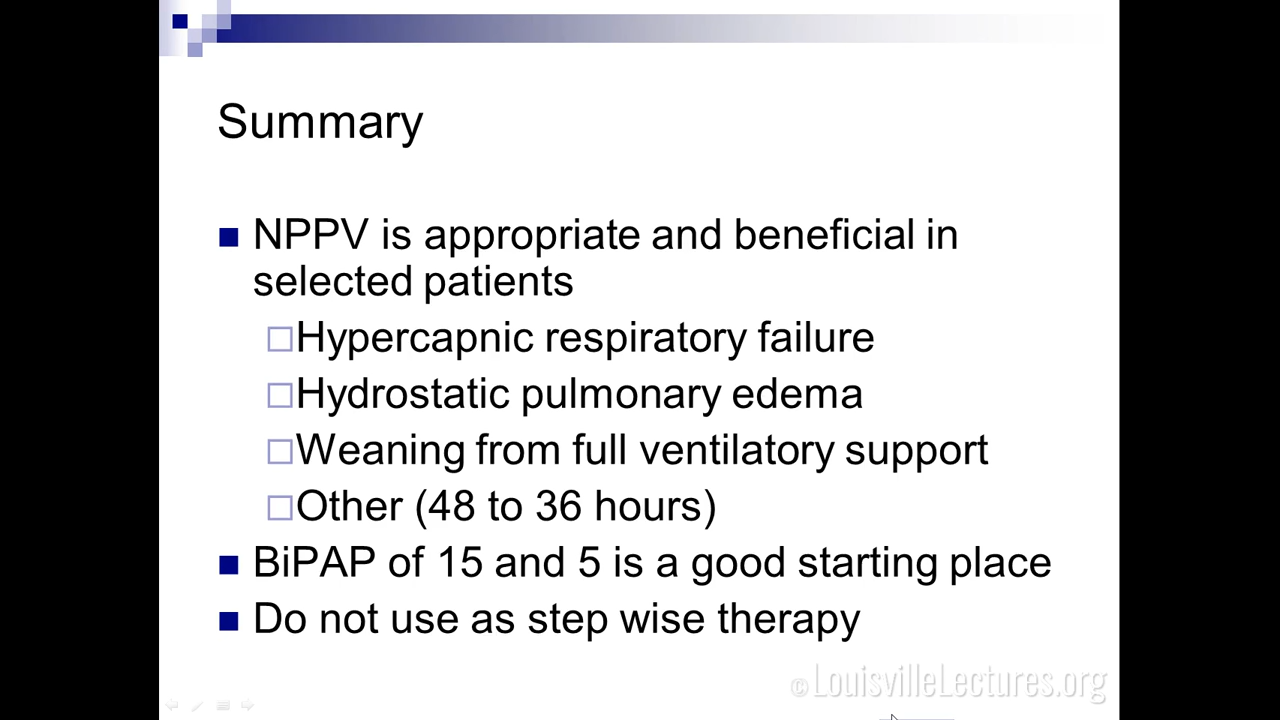 Summary
NPPV is appropriate and beneficial in
selected patients
Hypercapnic respiratory failure
Hydrostatic pulmonary edema
Weaning from full ventilatory support
Other (48 to 36 hours)
BiPAP of 15 and 5 is a good starting place
Do not use as step wise therapy
©LouisvilleLectures.org